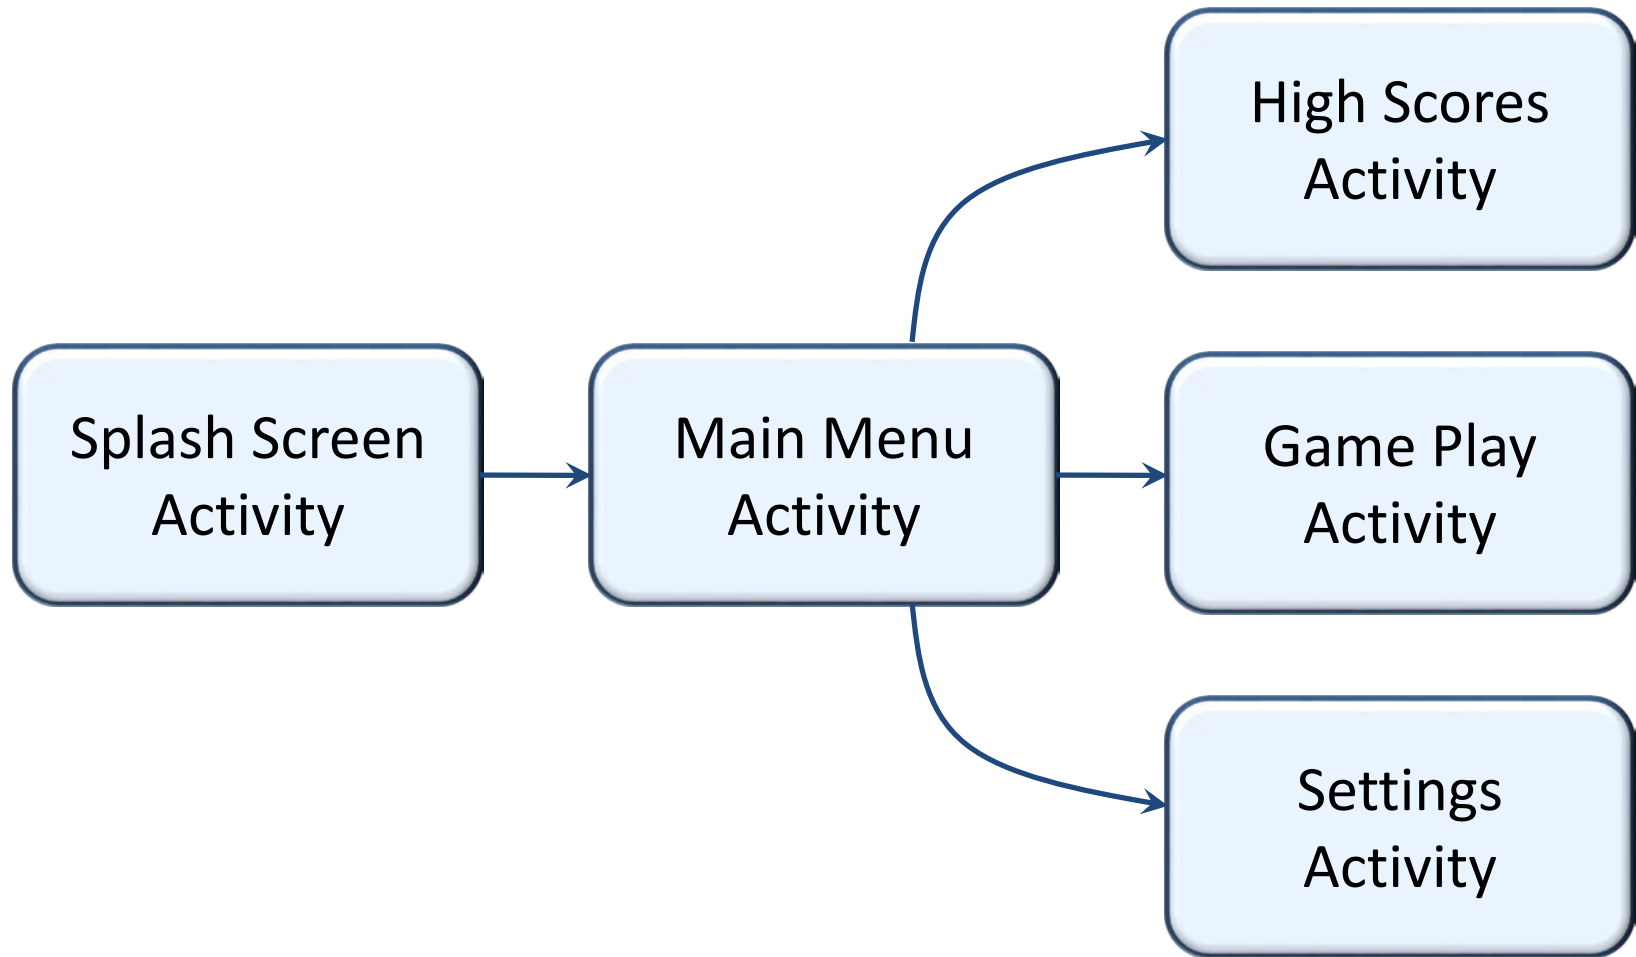 High Scores
Activity
Splash Screen
Activity
Main Menu
Activity
Game Play
Activity
Settings
Activity